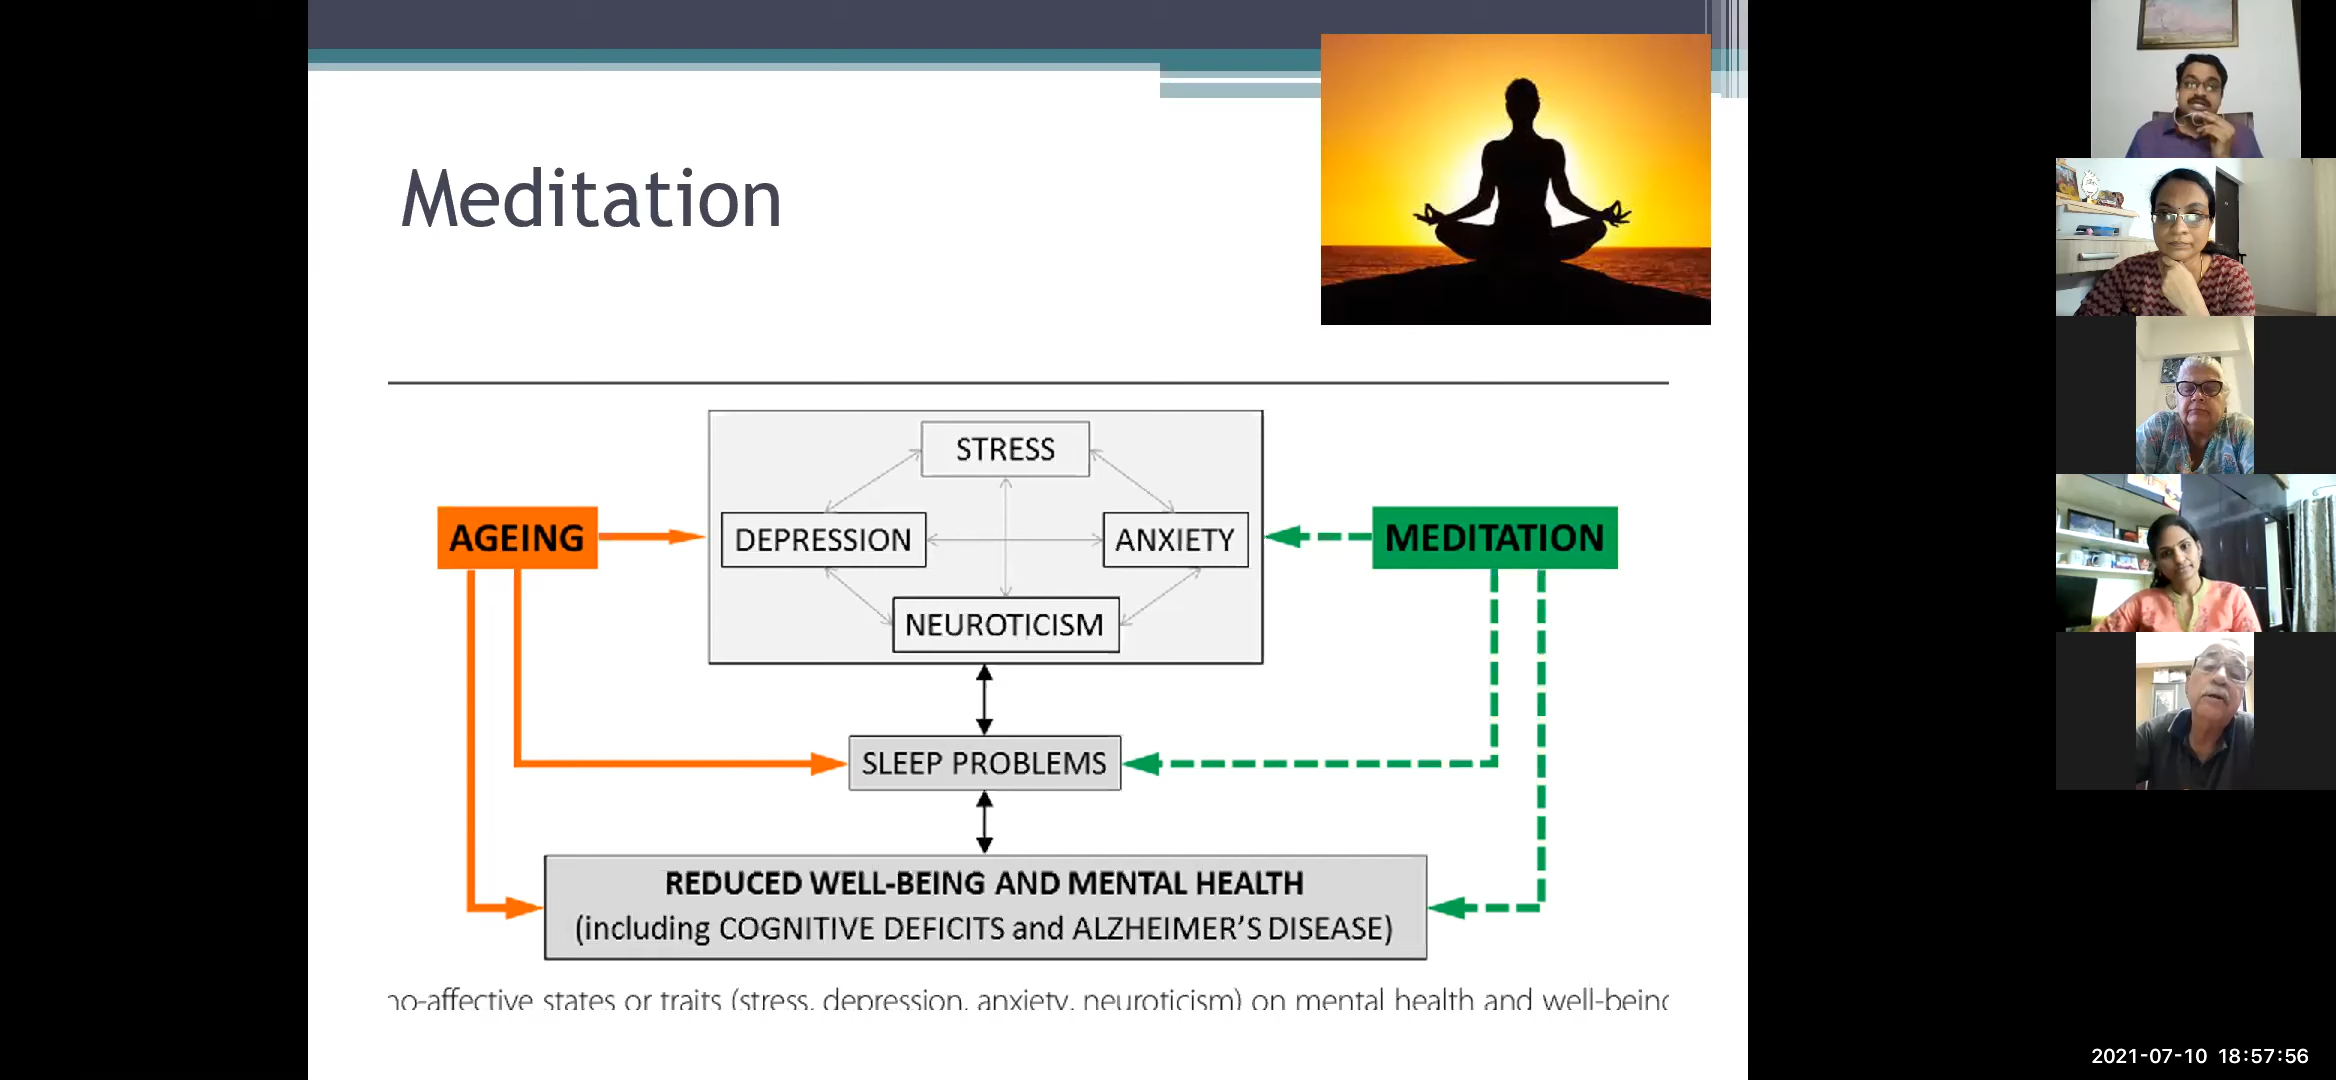 Meditation
STRESS
AGEING
DEPRESSION
ANXIETY
MEDITATION
NEUROTICISM
SLEEP PROBLEMS
REDUCED WELL-BEING AND MENTAL HEALTH
(including COGNITIVE DEFICITS and ALZHEIMER'S DISEASE)
states or traits (stress, depression, anxiety, neuroticism) on mental health and
2021-07-10 18:57:56